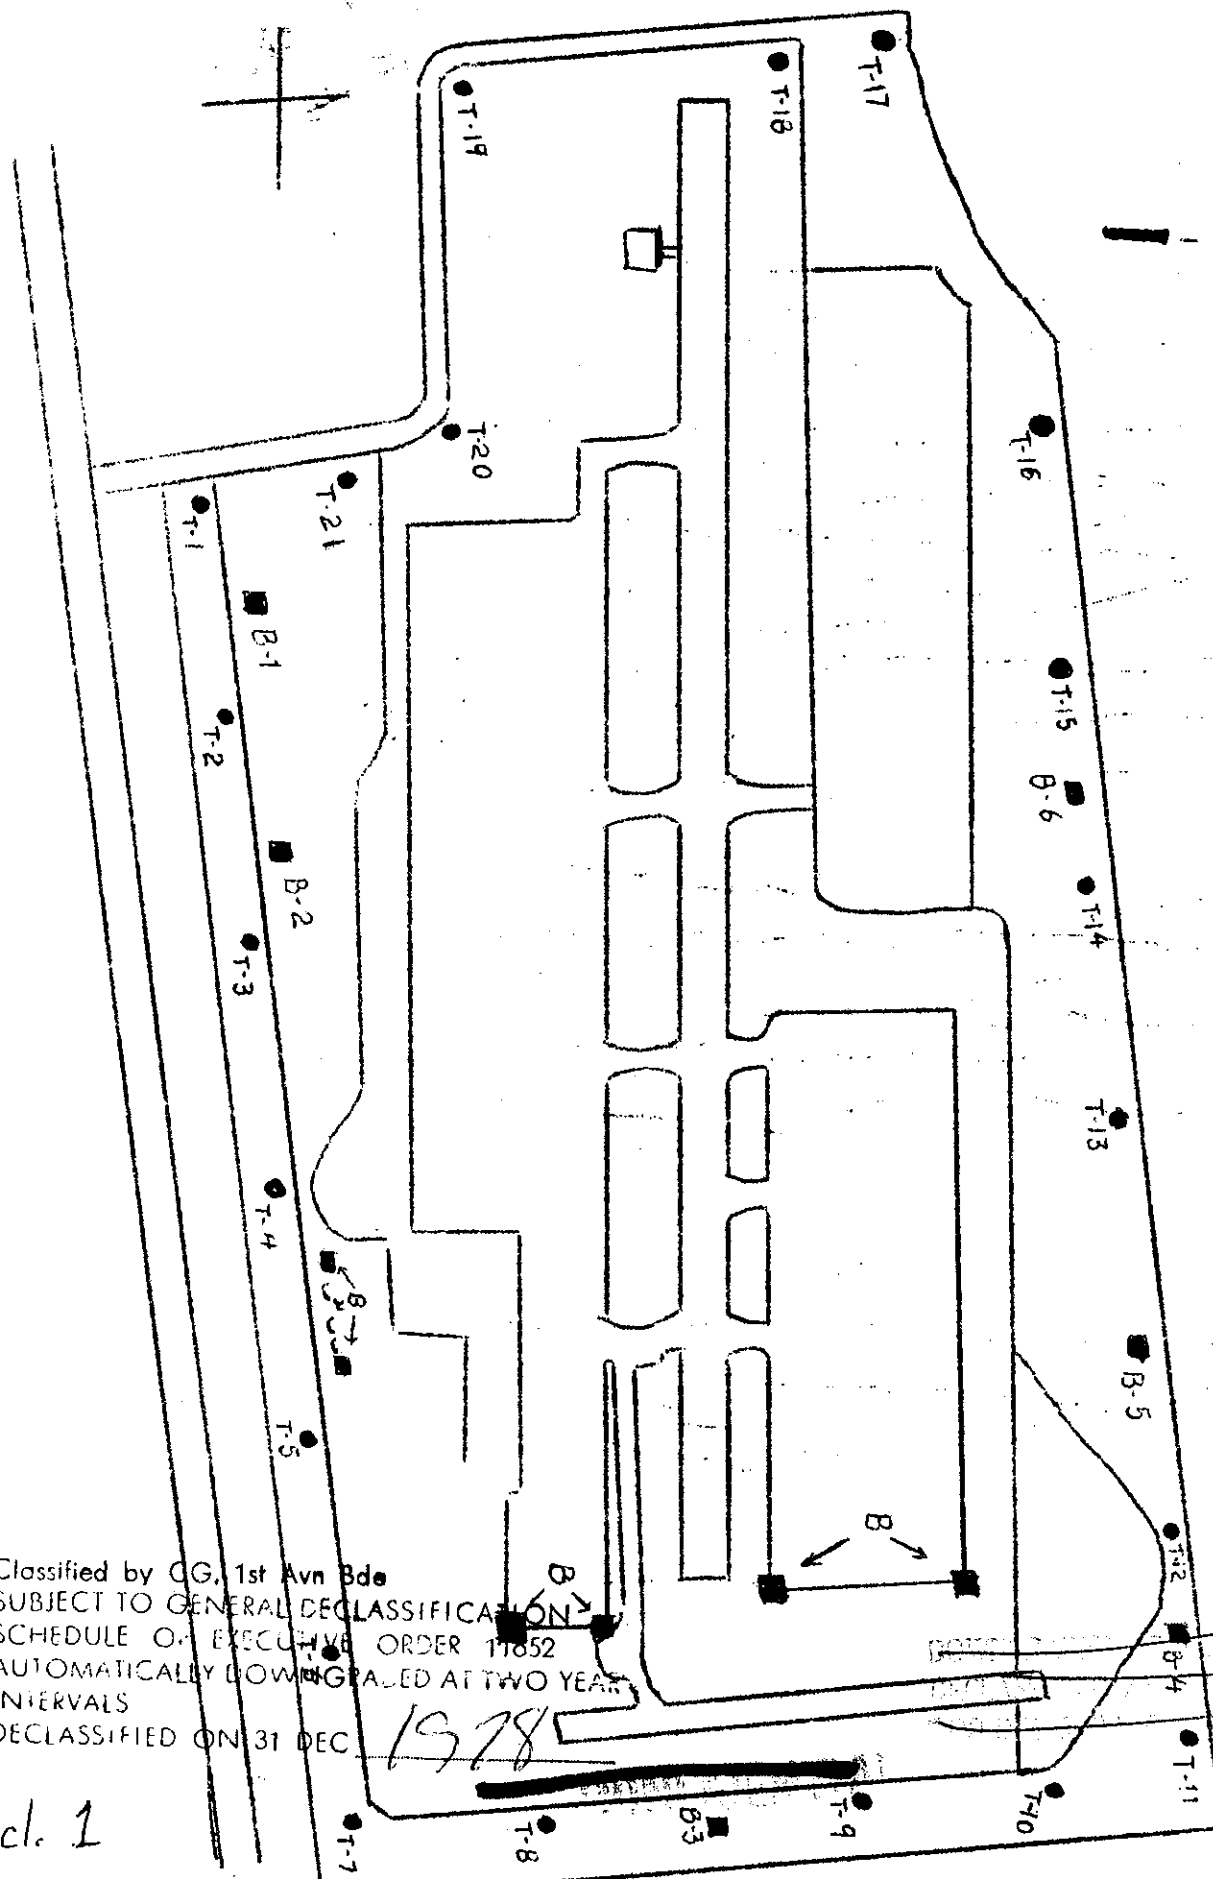 T-17
T-18
T-19
T-16
T-20
T-21
T-1
B-1
T-15
T-2
B-6
B-2
T-14
T-3
T-13
T-4
B
B-5
T-5
B
T-12
B
Classified by CG, 1st Avn Bde
SUBJECT TO GENERAL DECLASSIFICATION
SCHEDULE OF EXECUTIVE ORDER 11652
AUTOMATICALLY DOWNGRADED AT TWO YEAR
INTERVALS
DECLASSIFIED ON 31 DEC 1978
B-4
T-11
T-10
T-9
B-3
T-8
T-7
cl. 1